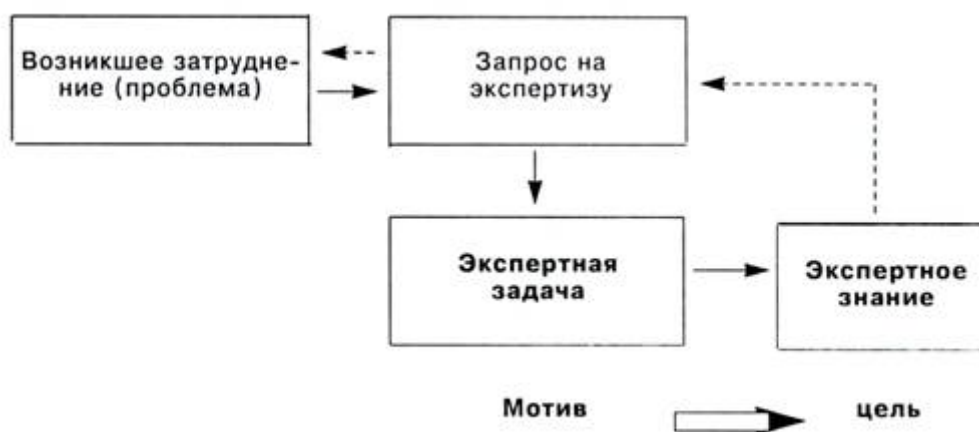 Возникшее затрудне-
ние (проблема)
Запрос на
экспертизу
Экспертная
задача
Экспертное
знание
Мотив
цель